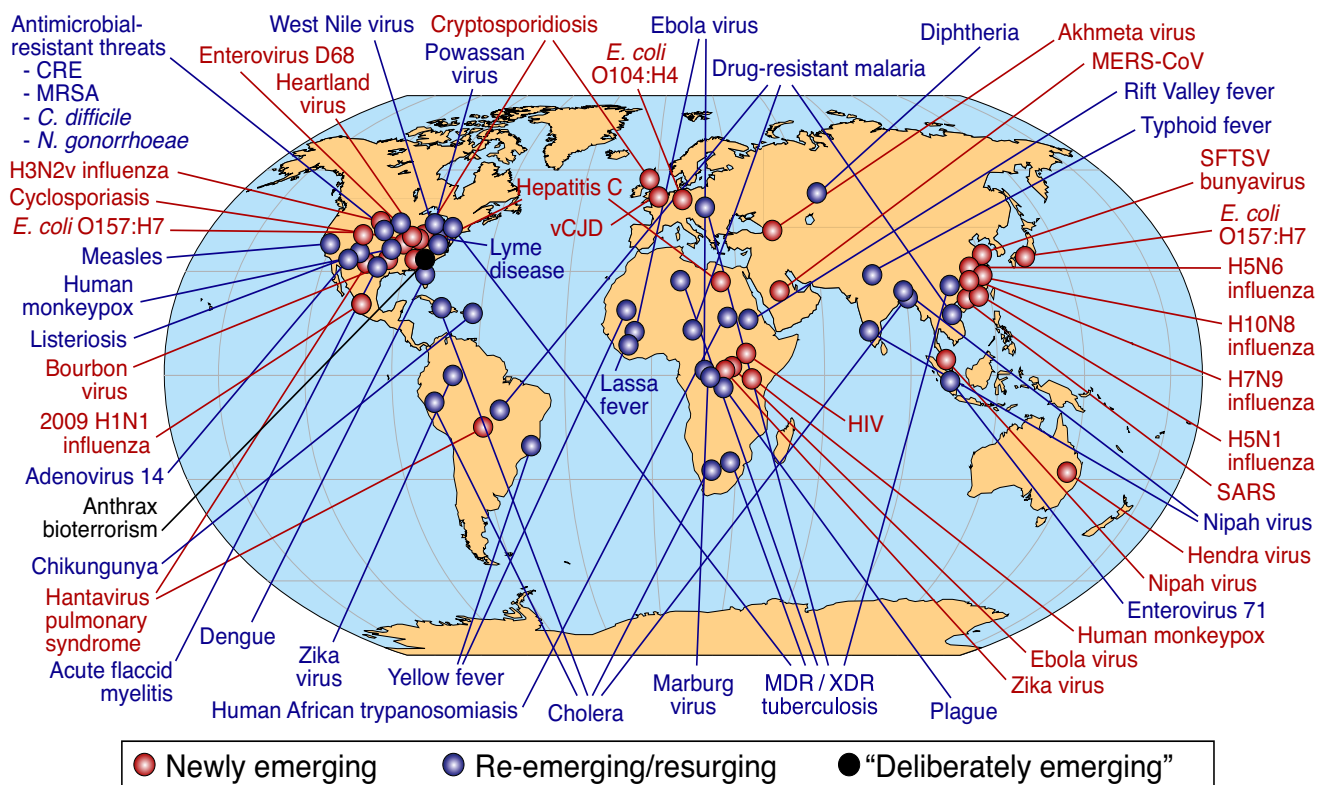 Antimicrobial-
resistant threats
- CRE
- MRSA
- C. difficile
- N. gonorrhoeae
West Nile virus
Cryptosporidiosis
Ebola virus
Diphtheria
Akhmeta virus
Enterovirus D68
Powassan
virus
E. coli
O104:H4
Drug-resistant malaria
MERS-CoV
Heartland
virus
Rift Valley fever
Typhoid fever
H3N2v influenza
Cyclosporiasis
E. coli O157:H7
Measles
Human
monkeypox
Listeriosis
Bourbon
virus
2009 H1N1
influenza
Adenovirus 14
Anthrax
bioterrorism
Chikungunya
Hantavirus
pulmonary
syndrome
Acute flaccid
myelitis
Hepatitis C
vCJD
Lyme
disease
Lassa
fever
HIV
SFTSV
bunyavirus
E. coli
O157:H7
H5N6
influenza
H10N8
influenza
H7N9
influenza
H5N1
influenza
SARS
Nipah virus
Hendra virus
Nipah virus
Enterovirus 71
Human monkeypox
Ebola virus
Zika virus
Dengue
Zika
virus
Yellow fever
Human African trypanosomiasis
Cholera
Marburg
virus
MDR / XDR
tuberculosis
Plague
Newly emerging
Re-emerging/resurging
“Deliberately emerging”